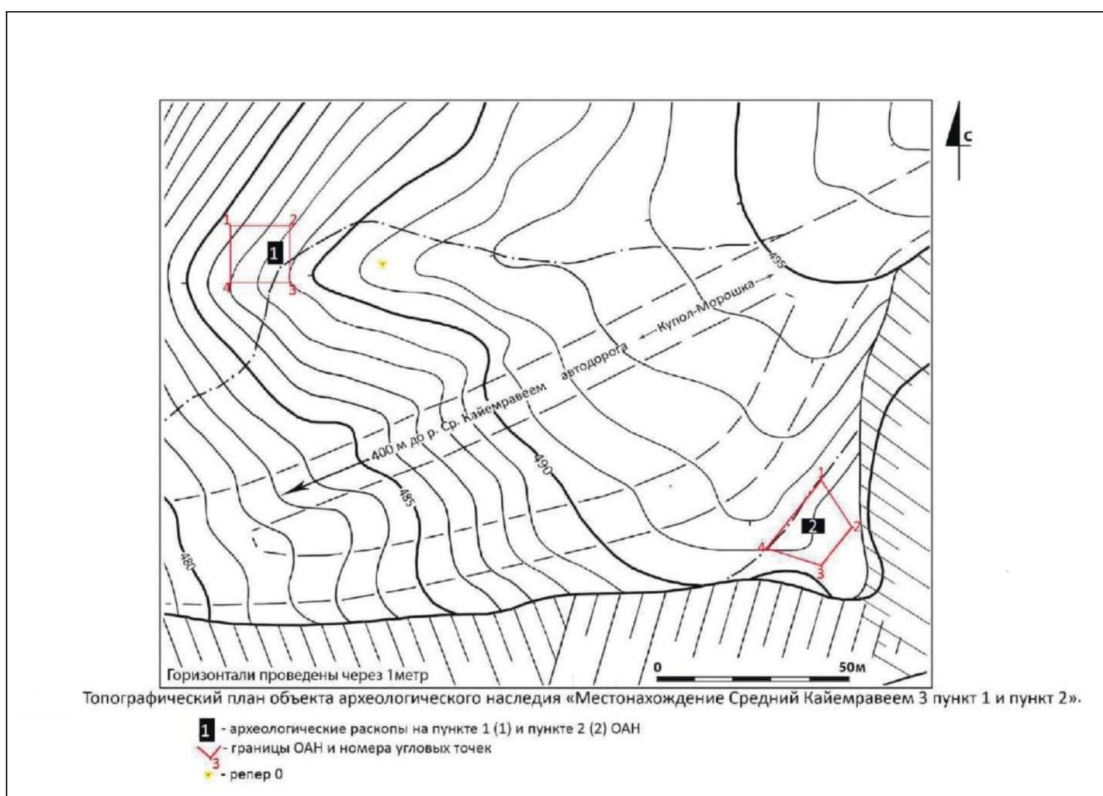 С
1 2
1
4 3
495
Купол-Морошка
автодорога
400 м до р. Ср. Кайемравеем
490
485
480
1
2 2
4
3
Горизонтали проведены через 1метр
0 50м
Топографический план объекта археологического наследия «Местонахождение Средний Кайемравеем 3 пункт 1 и пункт 2».
1 - археологические раскопы на пункте 1 (1) и пункте 2 (2) ОАН
3 - границы ОАН и номера угловых точек
- репер 0